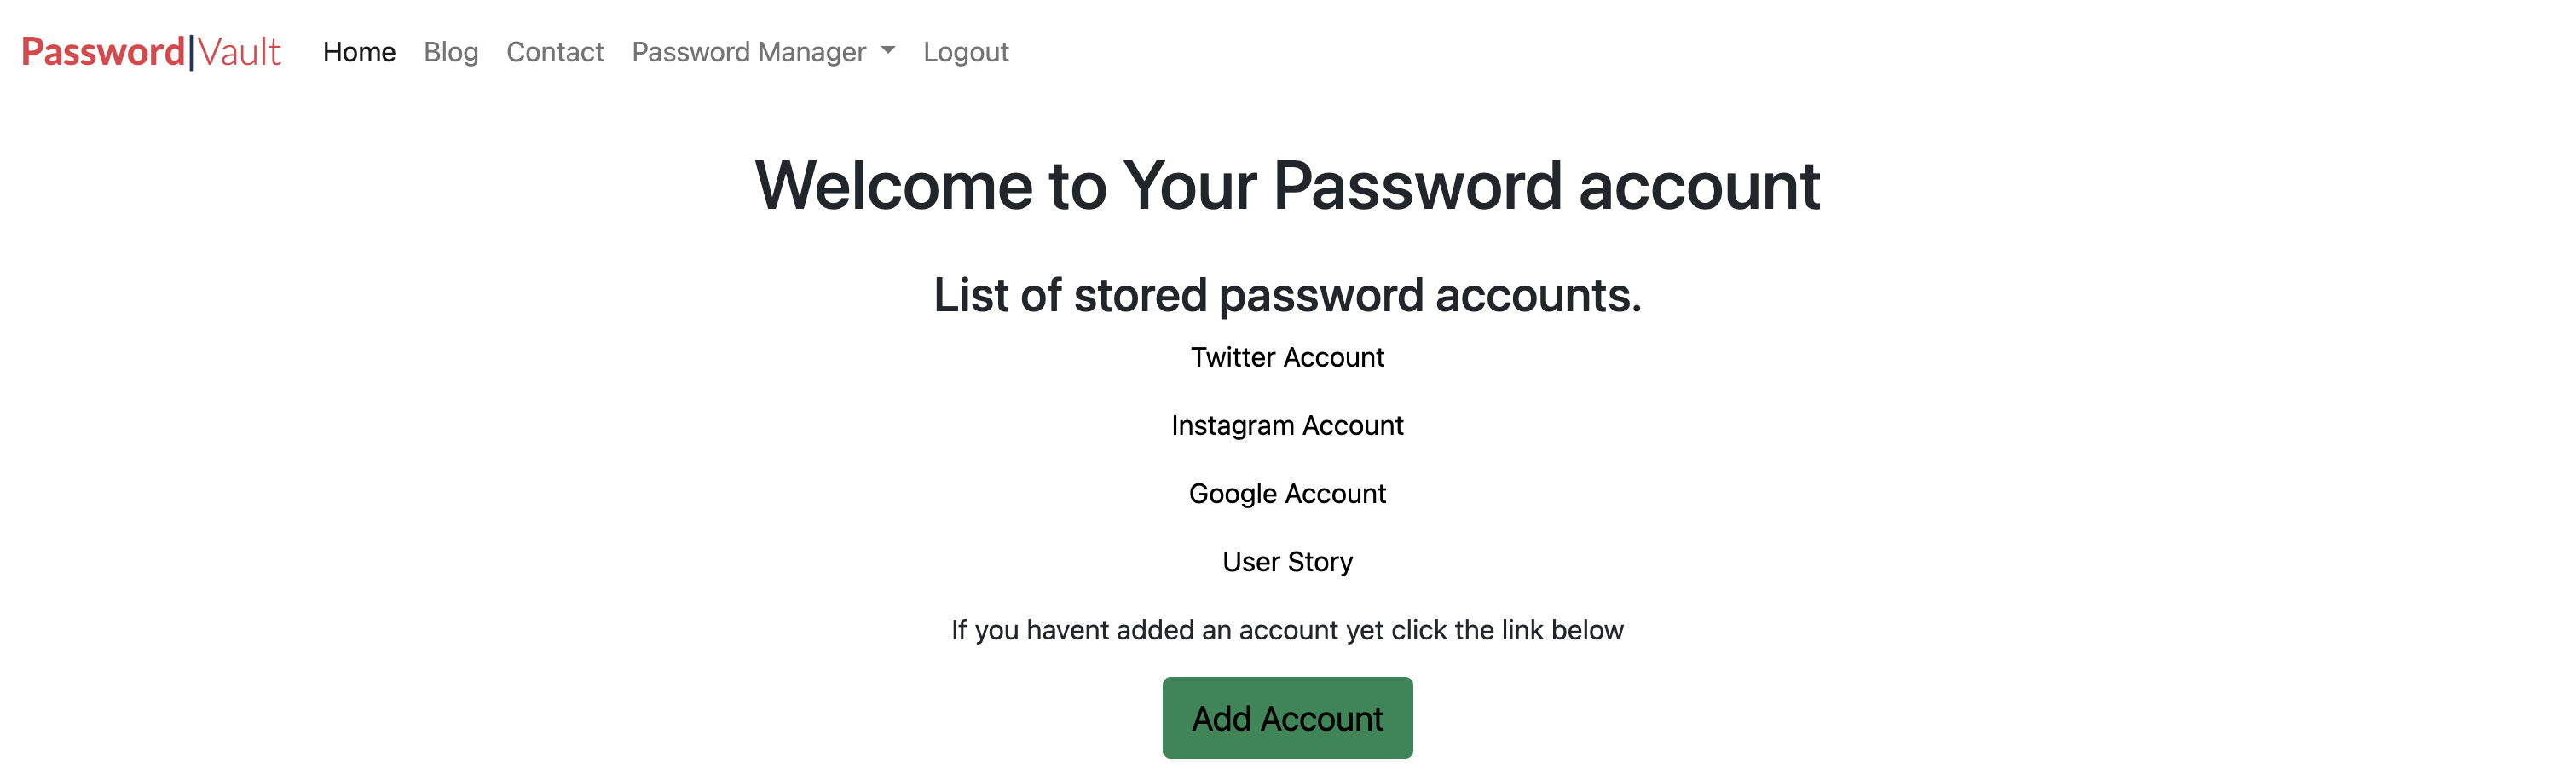 Password|Vault Home Blog Contact Password Manager Logout
Welcome to Your Password account
List of stored password accounts.
Twitter Account
Instagram Account
Google Account
User Story
If you havent added an account yet click the link below
Add Account